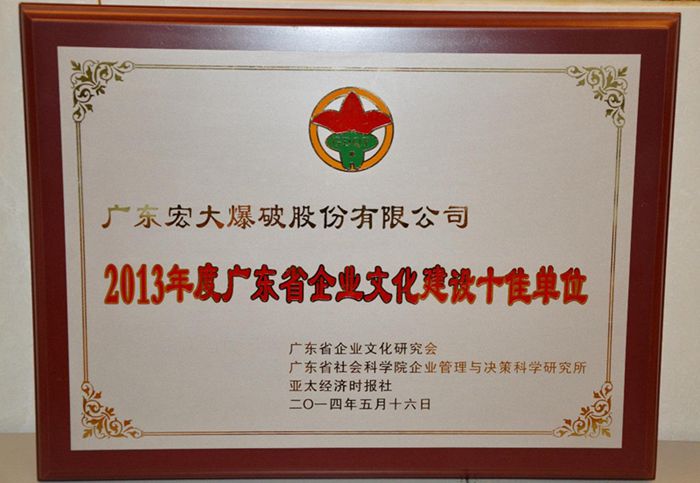 广东宏大爆破股份有限公司
2013年度广东省企业文化建设十佳单位
广东省企业文化研究会
广东省社会科学院企业管理与决策科学研究所
亚太经济时报社
二〇一四年五月十六日